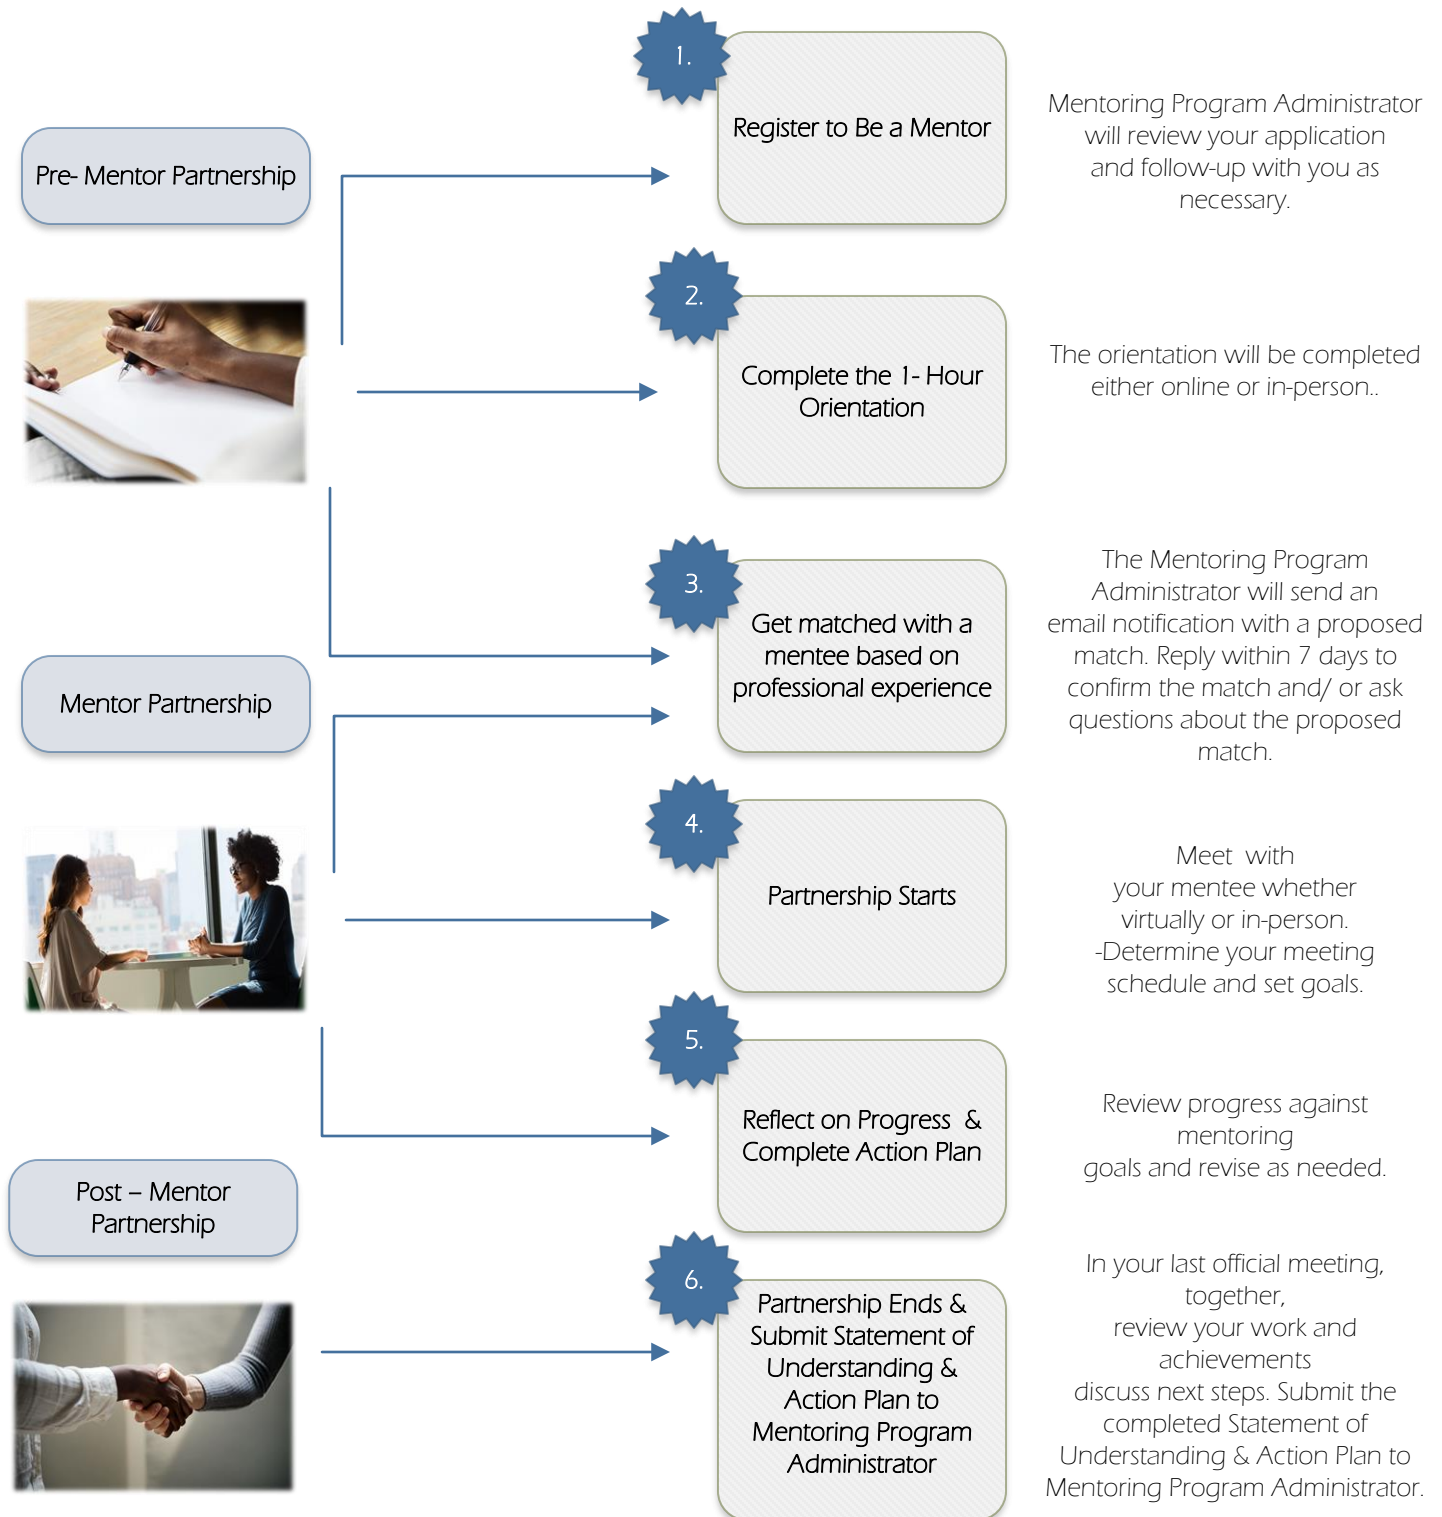 1.
Register to Be a Mentor
Mentoring Program Administrator
will review your application
and follow-up with you as
necessary.
Pre- Mentor Partnership
2.
Complete the 1- Hour
Orientation
The orientation will be completed
either online or in-person..
3.
Get matched with a
mentee based on
professional experience
The Mentoring Program
Administrator will send an
email notification with a proposed
match. Reply within 7 days to
confirm the match and/ or ask
questions about the proposed
match.
Mentor Partnership
4.
Partnership Starts
Meet  with
your mentee whether
virtually or in-person.
-Determine your meeting
schedule and set goals.
5.
Reflect on Progress  &
Complete Action Plan
Review progress against
mentoring
goals and revise as needed.
Post – Mentor
Partnership
6.
Partnership Ends &
Submit Statement of
Understanding &
Action Plan to
Mentoring Program
Administrator
In your last official meeting,
together,
review your work and
achievements
discuss next steps. Submit the
completed Statement of
Understanding & Action Plan to
Mentoring Program Administrator.